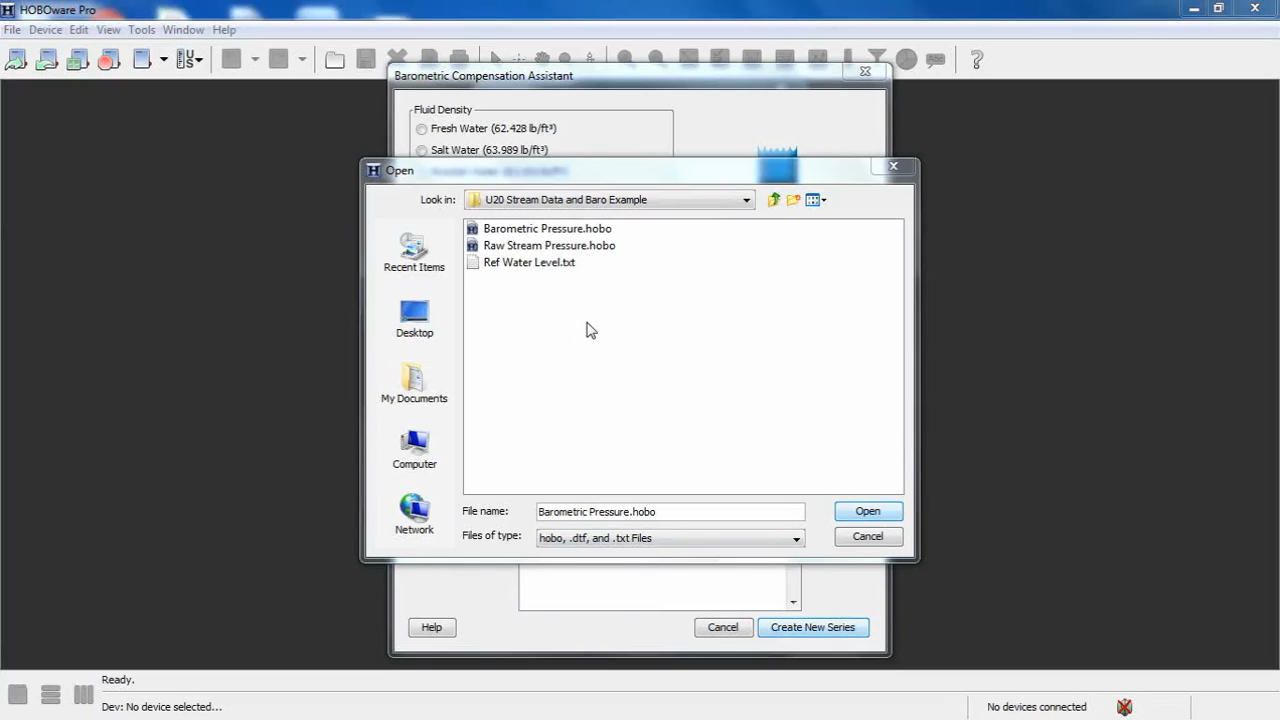 HOBOware Pro
File Device Edit View Tools Window Help
Barometric Compensation Assistant
Fluid Density
Fresh Water (62.428 lb/ft³)
Salt Water (63.989 lb/ft³)
Open
Look in: U20 Stream Data and Baro Example
Barometric Pressure.hobo
Raw Stream Pressure.hobo
Ref Water Level.txt
Recent Items
Desktop
My Documents
Computer
Network
File name: Barometric Pressure.hobo Open
Files of type: hobo, .dtf, and .txt Files Cancel
Help Cancel Create New Series
Ready.
Dev: No device selected... No devices connected